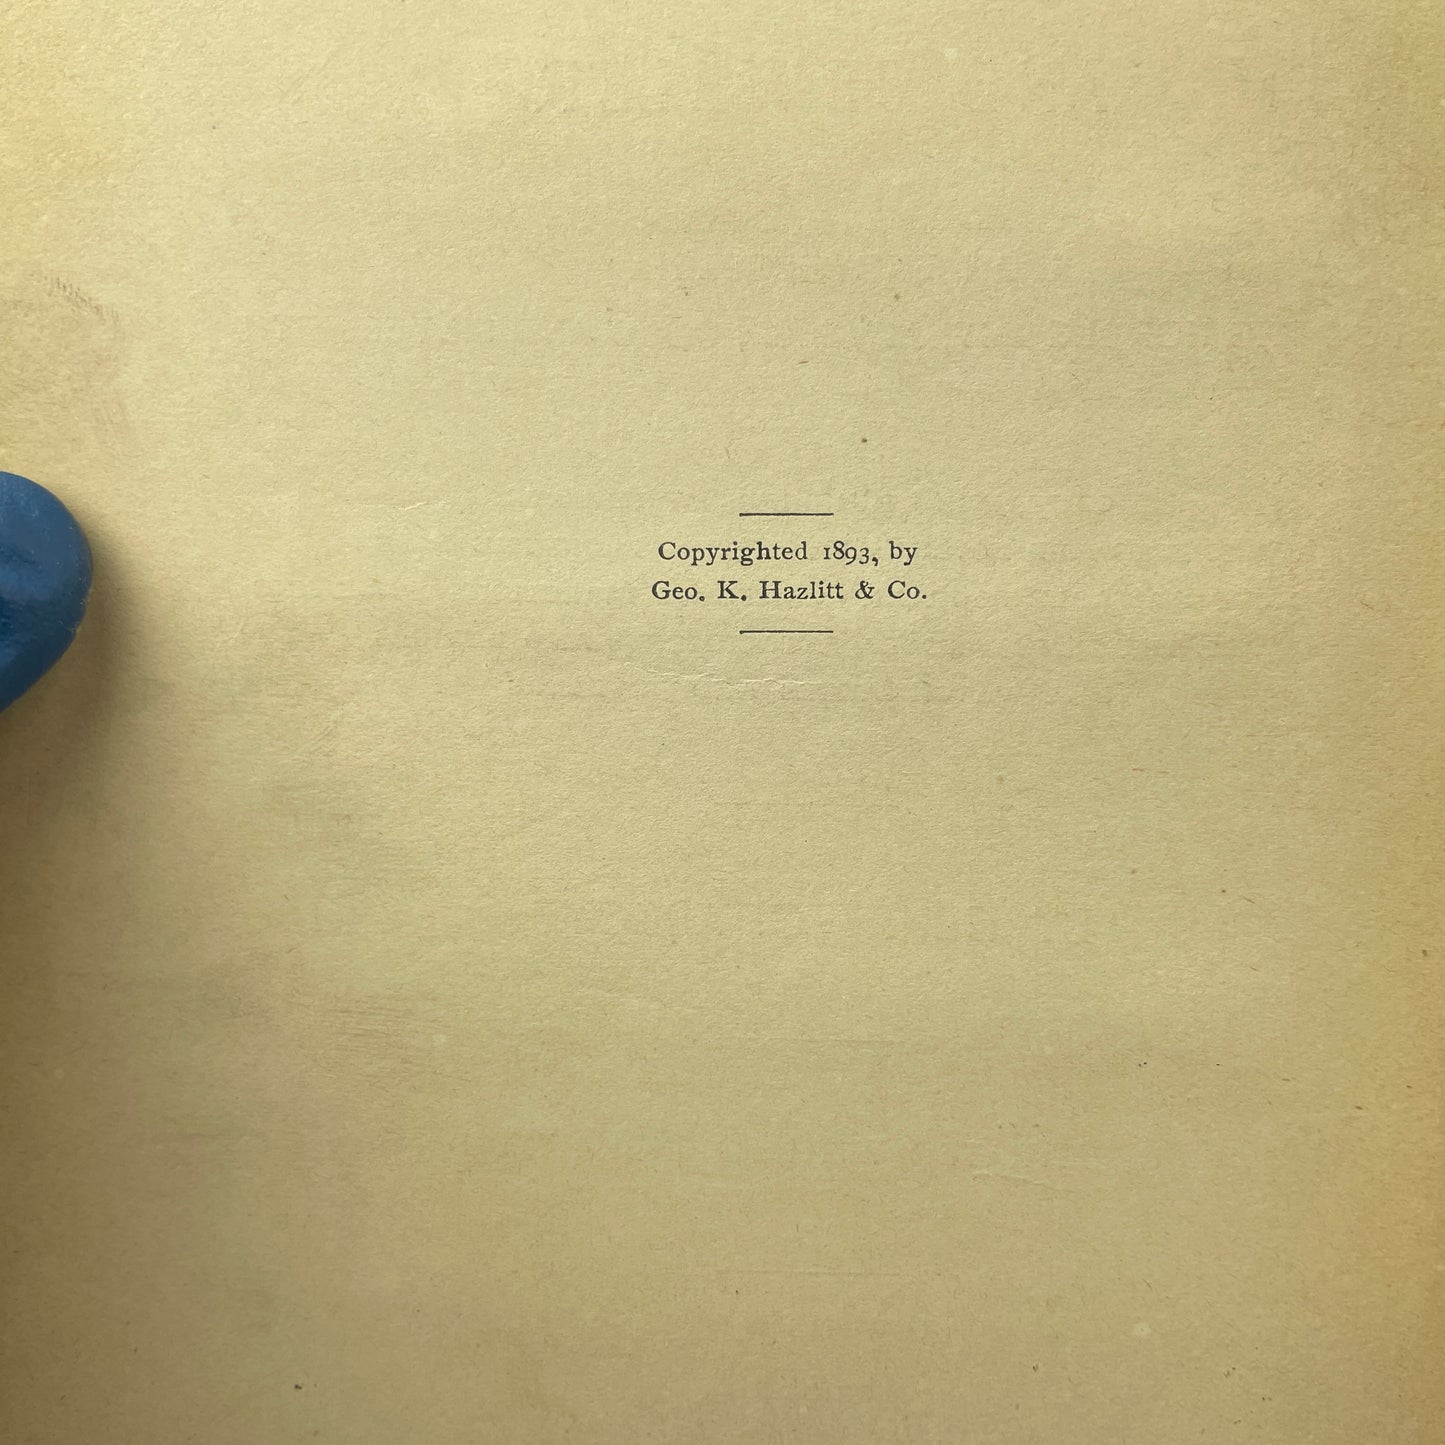 Copyrighted 1893, by
Geo. K. Hazlitt & Co.